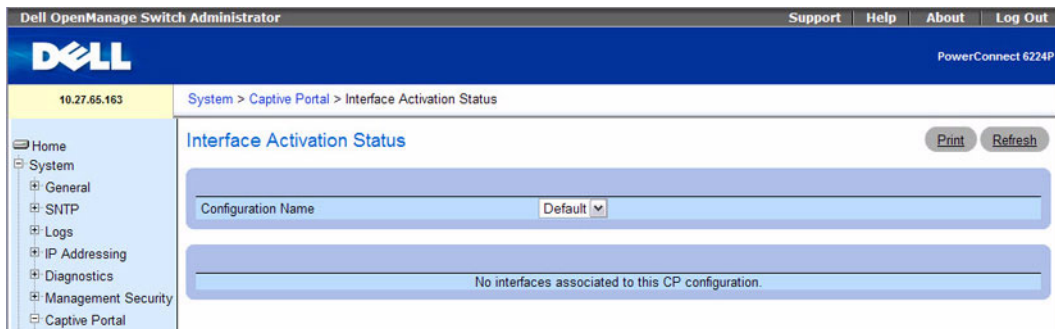 Dell OpenManage Switch Administrator
Support Help About Log Out
DELL
PowerConnect 6224P
10.27.65.163
System > Captive Portal > Interface Activation Status
Home
System
General
SNTP
Logs
IP Addressing
Diagnostics
Management Security
Captive Portal
Interface Activation Status
Print Refresh
Configuration Name Default
No interfaces associated to this CP configuration.